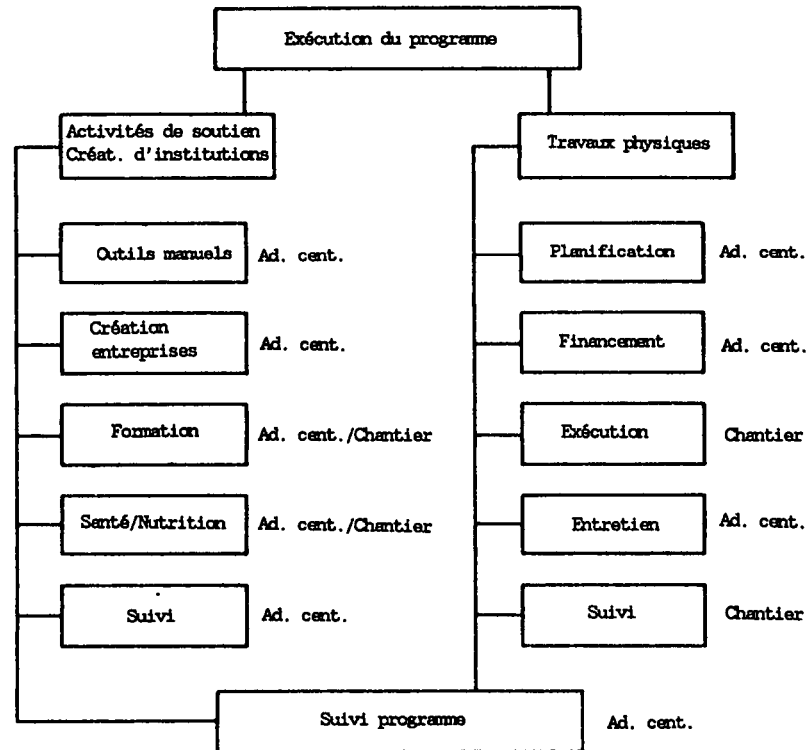 Exécution du programme
Activités de soutien
Créat. d'institutions
Travaux physiques
Outils manuels
Ad. cent.
Planification
Ad. cent.
Création
entreprises
Ad. cent.
Financement
Ad. cent.
Formation
Ad. cent./Chantier
Exécution
Chantier
Santé/Nutrition
Ad. cent./Chantier
Entretien
Ad. cent.
Suivi
Ad. cent.
Suivi
Chantier
Suivi programme
Ad. cent.